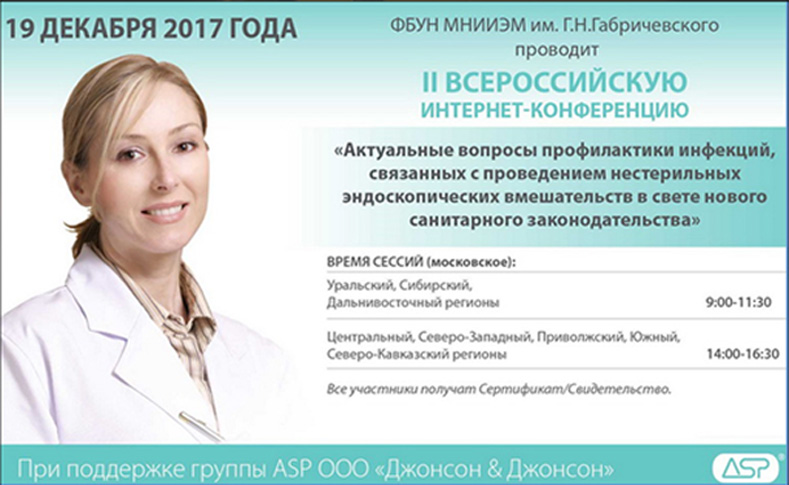 19 ДЕКАБРЯ 2017 ГОДА
ФБУН МНИИЭМ им. Г.Н.Габричевского
проводит
II ВСЕРОССИЙСКУЮ
ИНТЕРНЕТ-КОНФЕРЕНЦИЮ
«Актуальные вопросы профилактики инфекций,
связанных с проведением нестерильных
эндоскопических вмешательств в свете нового
санитарного законодательства»
ВРЕМЯ СЕССИЙ (московское):
Уральский, Сибирский,
Дальнивосточный регионы 9:00-11:30
Центральный, Северо-Западный, Приволжский, Южный,
Северо-Кавказский регионы 14:00-16:30
Все участники получат Сертификат/Свидетельство.
При поддержке группы ASP ООО «Джонсон & Джонсон»
ASP®